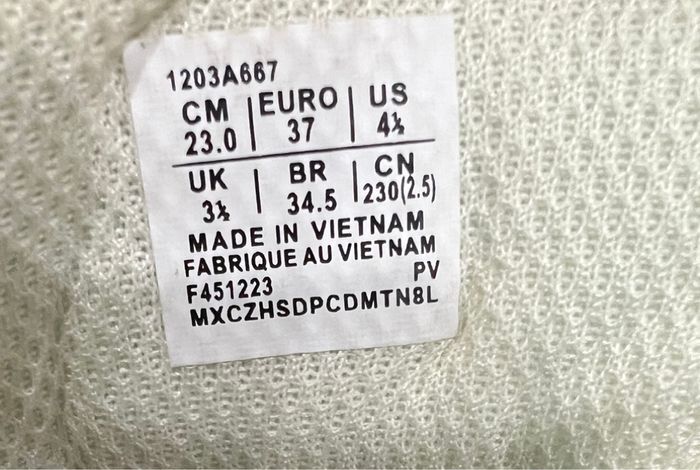 1203A667
CM | EURO | US
23.0 | 37 | 4½
UK | BR | CN
3½ | 34.5 | 230(2.5)
MADE IN VIETNAM
FABRIQUE AU VIETNAM
F451223 PV
MXCZHSDPCDMTN8L